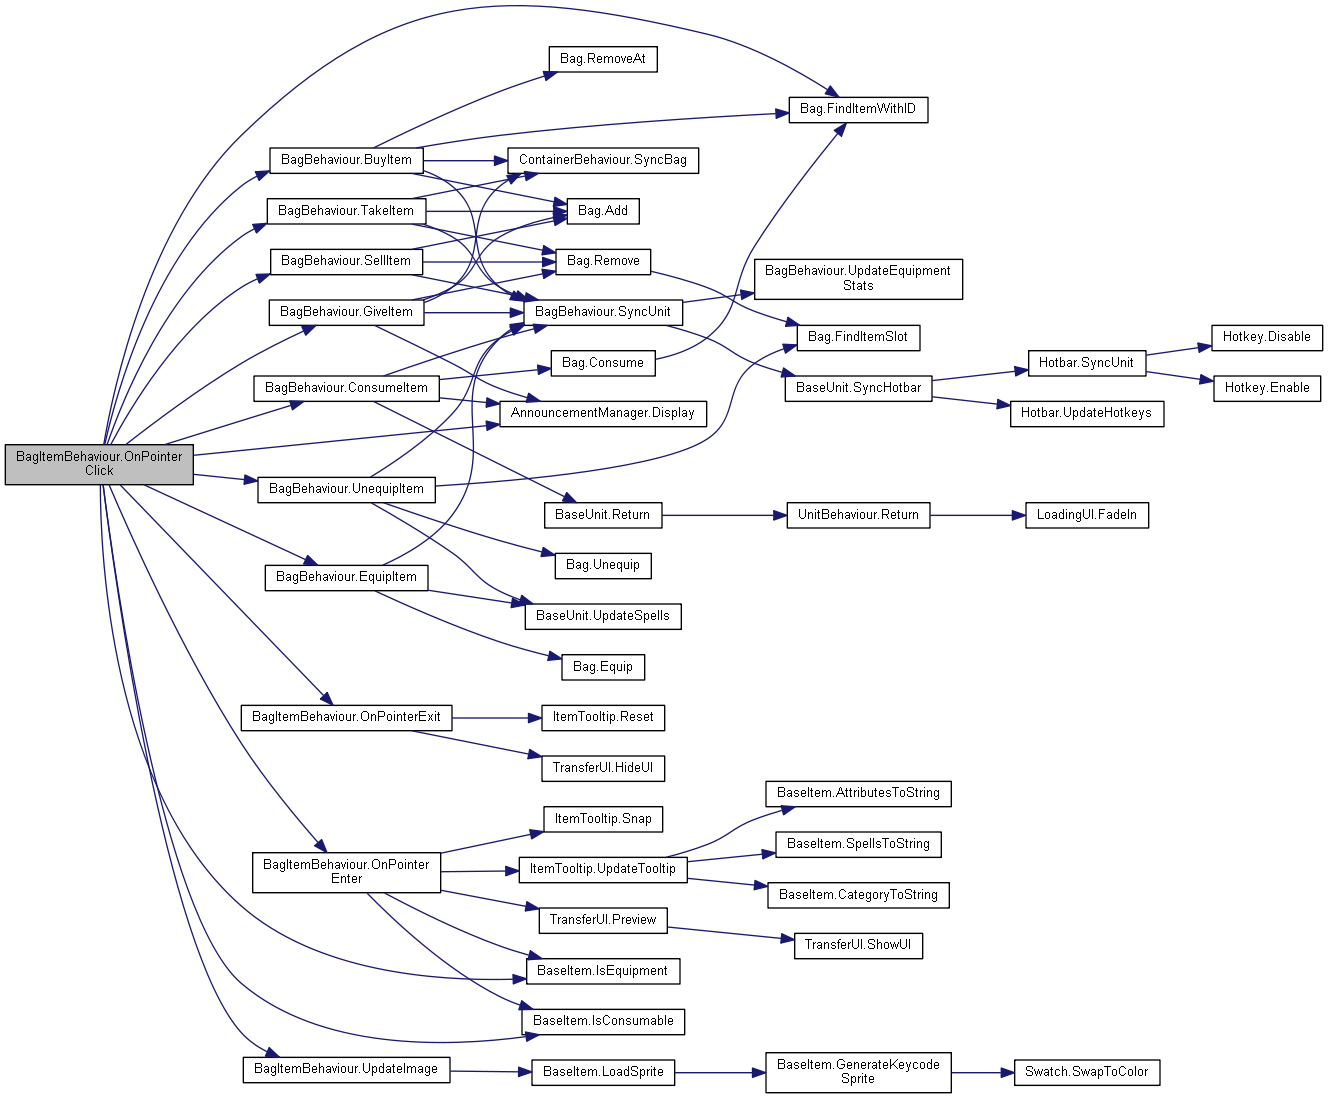 Bag.RemoveAt
Bag.FindItemWithID
BagBehaviour.BuyItem
ContainerBehaviour.SyncBag
BagBehaviour.TakeItem
Bag.Add
BagBehaviour.SellItem
Bag.Remove
BagBehaviour.UpdateEquipment
Stats
BagBehaviour.GiveItem
BagBehaviour.SyncUnit
Bag.FindItemSlot
Hotkey.Disable
BagBehaviour.ConsumeItem
Bag.Consume
BaseUnit.SyncHotbar
Hotbar.SyncUnit
Hotkey.Enable
AnnouncementManager.Display
Hotbar.UpdateHotkeys
BagItemBehaviour.OnPointer
Click
BagBehaviour.UnequipItem
BaseUnit.Return
UnitBehaviour.Return
LoadingUI.FadeIn
Bag.Unequip
BagBehaviour.EquipItem
BaseUnit.UpdateSpells
Bag.Equip
BagItemBehaviour.OnPointerExit
ItemTooltip.Reset
TransferUI.HideUI
BaseItem.AttributesToString
ItemTooltip.Snap
BaseItem.SpellsToString
BagItemBehaviour.OnPointer
Enter
ItemTooltip.UpdateTooltip
BaseItem.CategoryToString
TransferUI.Preview
TransferUI.ShowUI
BaseItem.IsEquipment
BaseItem.IsConsumable
BagItemBehaviour.UpdateImage
BaseItem.LoadSprite
BaseItem.GenerateKeycode
Sprite
Swatch.SwapToColor